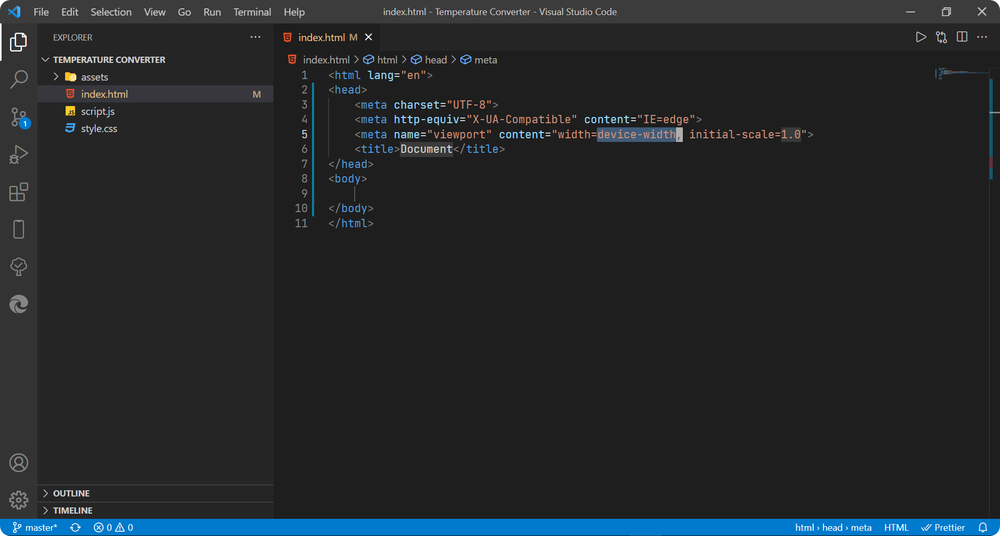 File Edit Selection View Go Run Terminal Help
index.html - Temperature Converter - Visual Studio Code
EXPLORER
TEMPERATURE CONVERTER
assets
index.html M
JS script.js
style.css
OUTLINE
TIMELINE
index.html M
index.html html head meta
1 <html lang="en">
2 <head>
3 <meta charset="UTF-8">
4 <meta http-equiv="X-UA-Compatible" content="IE=edge">
5 <meta name="viewport" content="width=device-width, initial-scale=1.0">
6 <title>Document</title>
7 </head>
8 <body>
9
10 </body>
11 </html>
1
master* 0 0
html › head › meta HTML Prettier